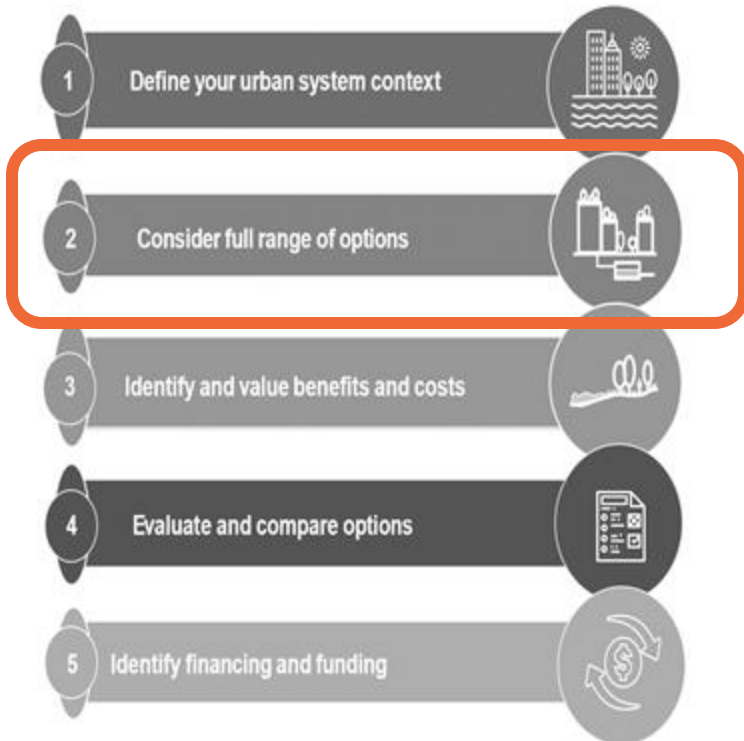 1 Define your urban system context
2 Consider full range of options
3 Identify and value benefits and costs
4 Evaluate and compare options
5 Identify financing and funding
$